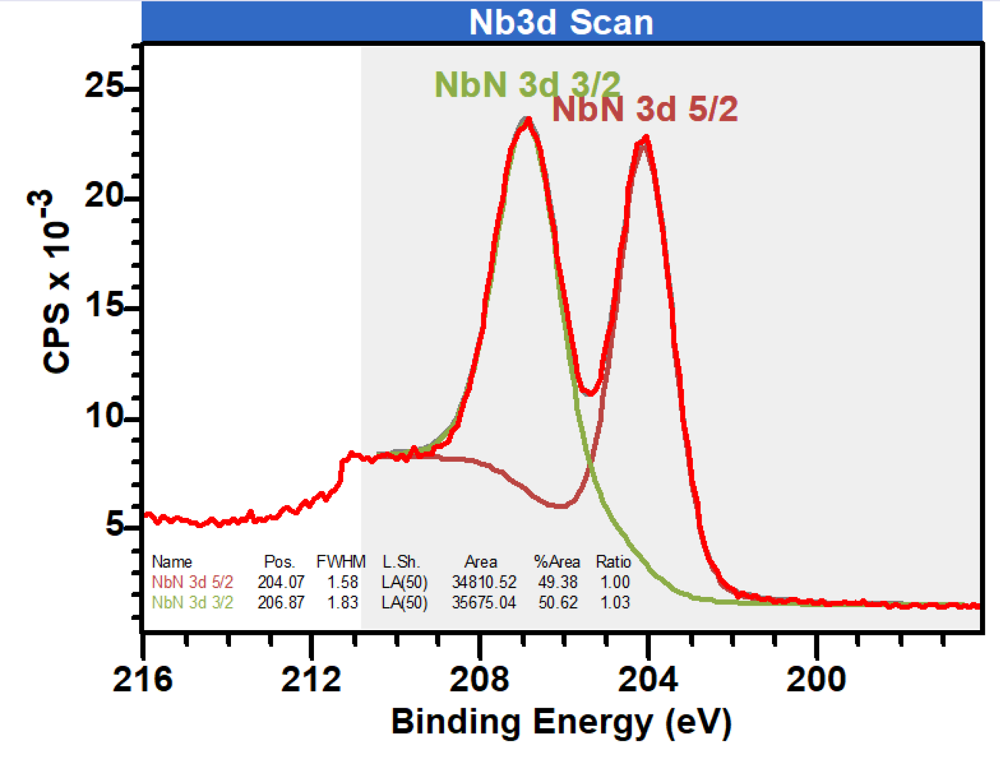 Nb3d Scan
NbN 3d 3/2
NbN 3d 5/2
25
20
15
10
5
CPS x 10-3
Name Pos. FWHM L.Sh. Area %Area Ratio
NbN 3d 5/2 204.07 1.58 LA(50) 34810.52 49.38 1.00
NbN 3d 3/2 206.87 1.83 LA(50) 35675.04 50.62 1.03
216 212 208 204 200
Binding Energy (eV)